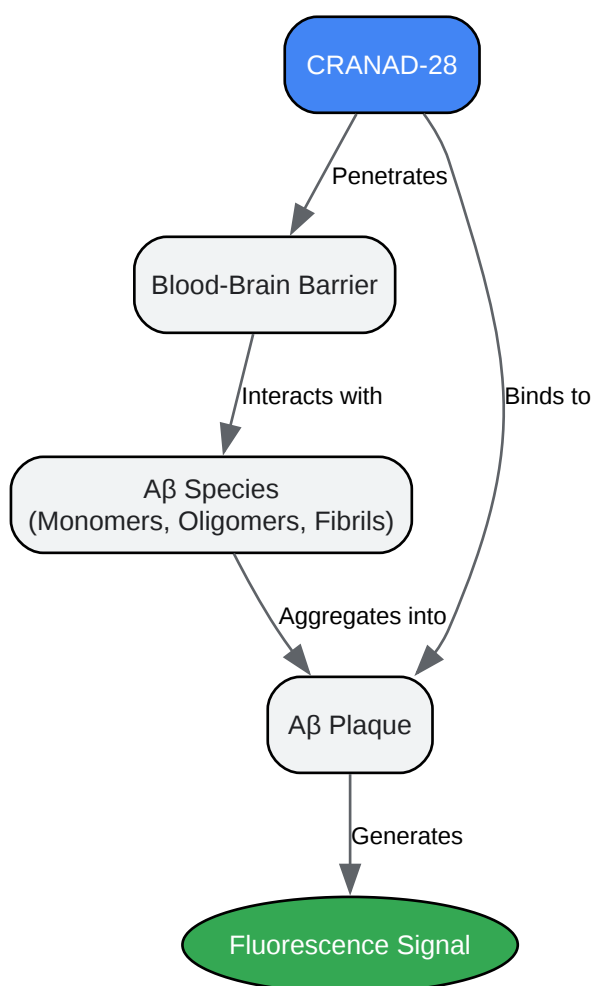 CRANAD-28
Penetrates
Blood-Brain Barrier
Interacts with
Binds to
Aβ Species
(Monomers, Oligomers, Fibrils)
Aggregates into
Aβ Plaque
Generates
Fluorescence Signal